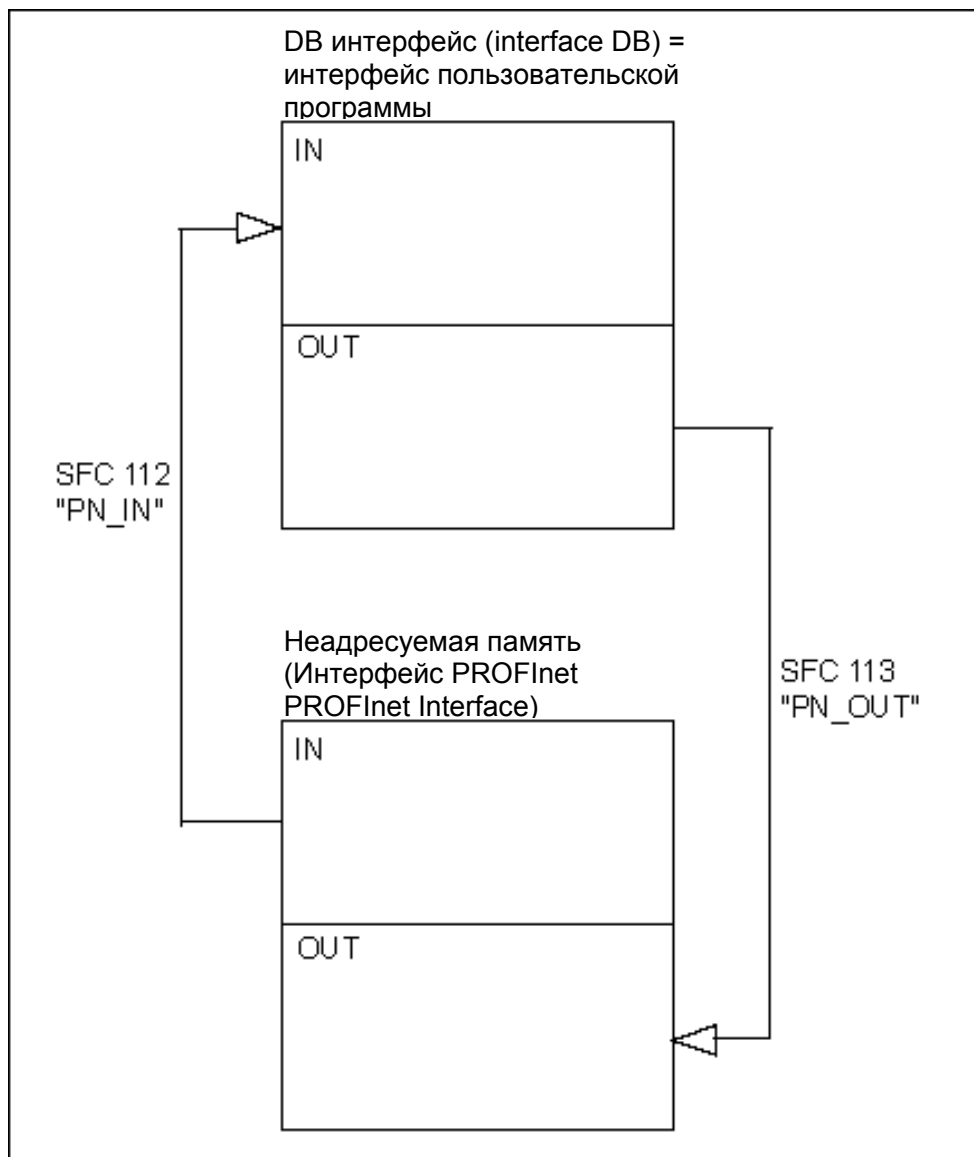 DB интерфейс (interface DB) =
интерфейс пользовательской
программы
IN
OUT
SFC 112
"PN_IN"
Неадресуемая память
(Интерфейс PROFInet
PROFInet Interface)
SFC 113
"PN_OUT"
IN
OUT